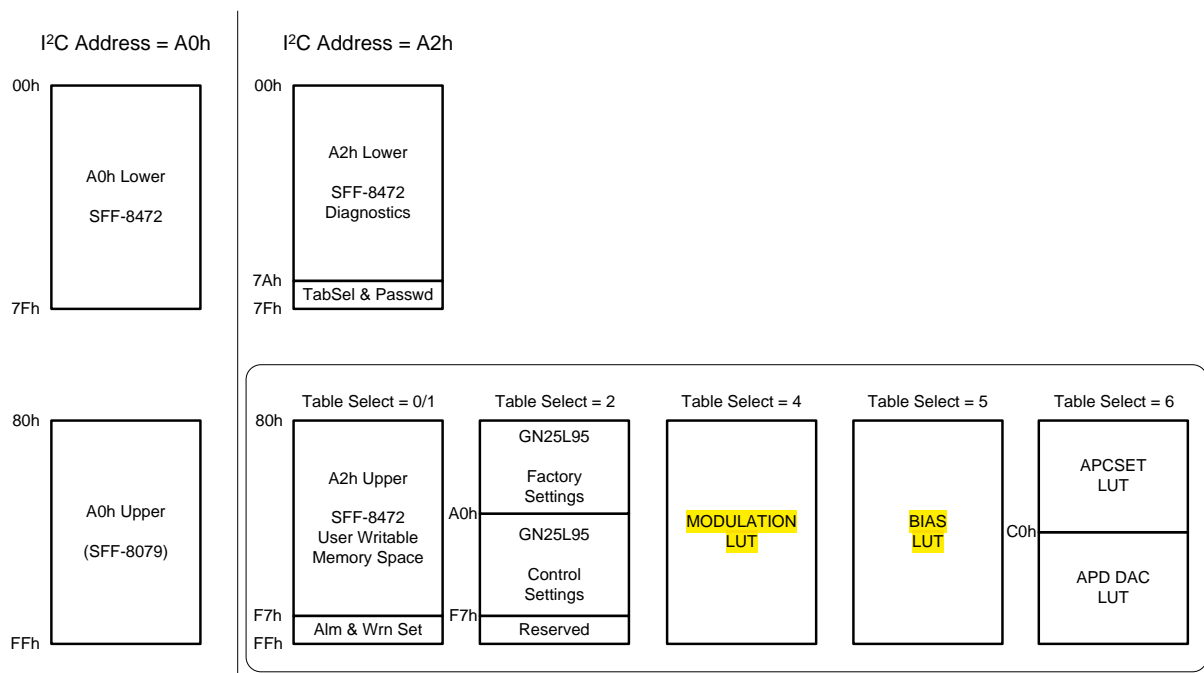 I²C Address = A0h
I²C Address = A2h
00h
A0h Lower
SFF-8472
7Fh
00h
A2h Lower
SFF-8472
Diagnostics
7Ah
TabSel & Passwd
7Fh
80h
A0h Upper
(SFF-8079)
FFh
Table Select = 0/1
80h
A2h Upper
SFF-8472
User Writable
Memory Space
F7h
Alm & Wrn Set
FFh
Table Select = 2
GN25L95
Factory
Settings
A0h
GN25L95
Control
Settings
F7h
Reserved
Table Select = 4
MODULATION
LUT
Table Select = 5
BIAS
LUT
Table Select = 6
APCSET
LUT
C0h
APD DAC
LUT